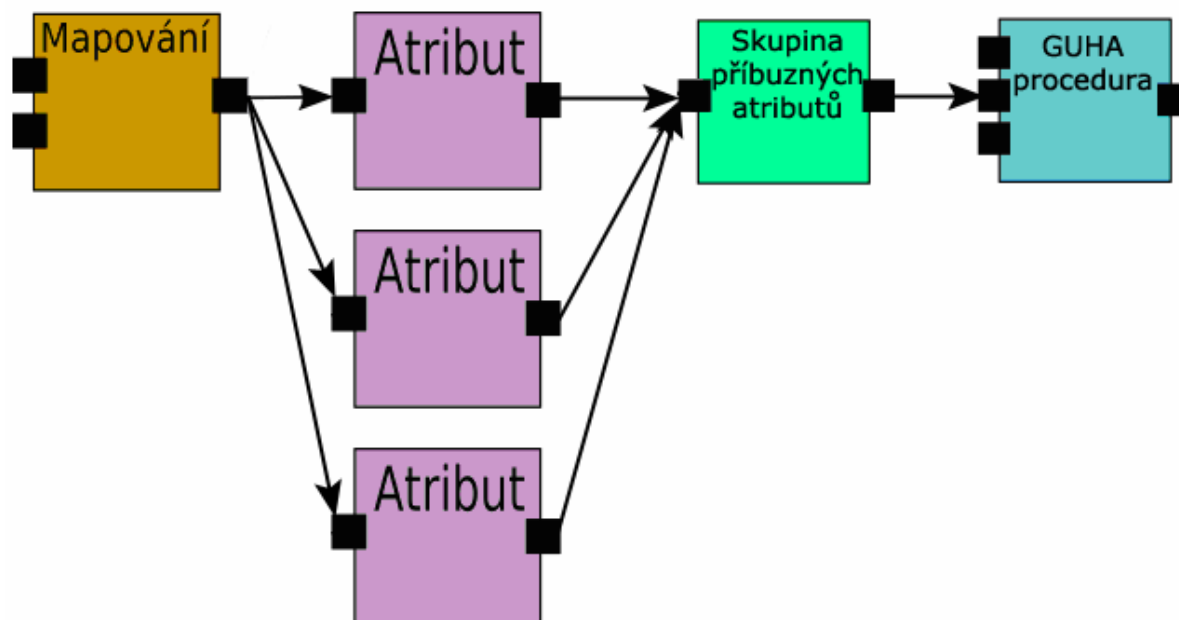 Mapování
Atribut
Skupina
příbuzných
atributů
GUHA
procedura
Atribut
Atribut